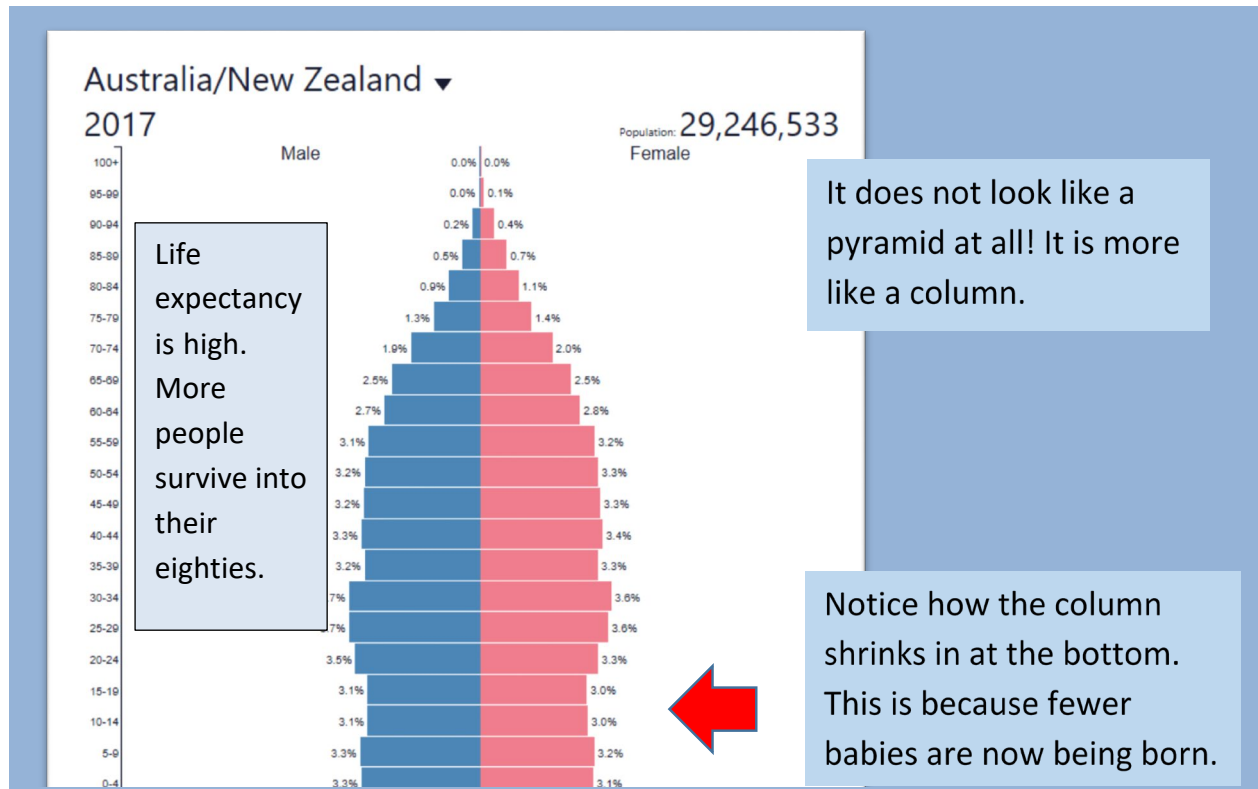 Australia/New Zealand
2017
Population: 29,246,533
Male Female
100+ 0.0% 0.0%
95-99 0.0% 0.1%
90-94 0.2% 0.4%
85-89 0.5% 0.7%
80-84 0.9% 1.1%
75-79 1.3% 1.4%
70-74 1.9% 2.0%
65-69 2.5% 2.5%
60-64 2.7% 2.8%
55-59 3.1% 3.2%
50-54 3.2% 3.3%
45-49 3.2% 3.3%
40-44 3.3% 3.4%
35-39 3.2% 3.3%
30-34 7% 3.6%
25-29 .7% 3.6%
20-24 3.5% 3.3%
15-19 3.1% 3.0%
10-14 3.1% 3.0%
5-9 3.3% 3.2%
0-4 3.3% 3.1%
Life
expectancy
is high.
More
people
survive into
their
eighties.
It does not look like a
pyramid at all! It is more
like a column.
Notice how the column
shrinks in at the bottom.
This is because fewer
babies are now being born.